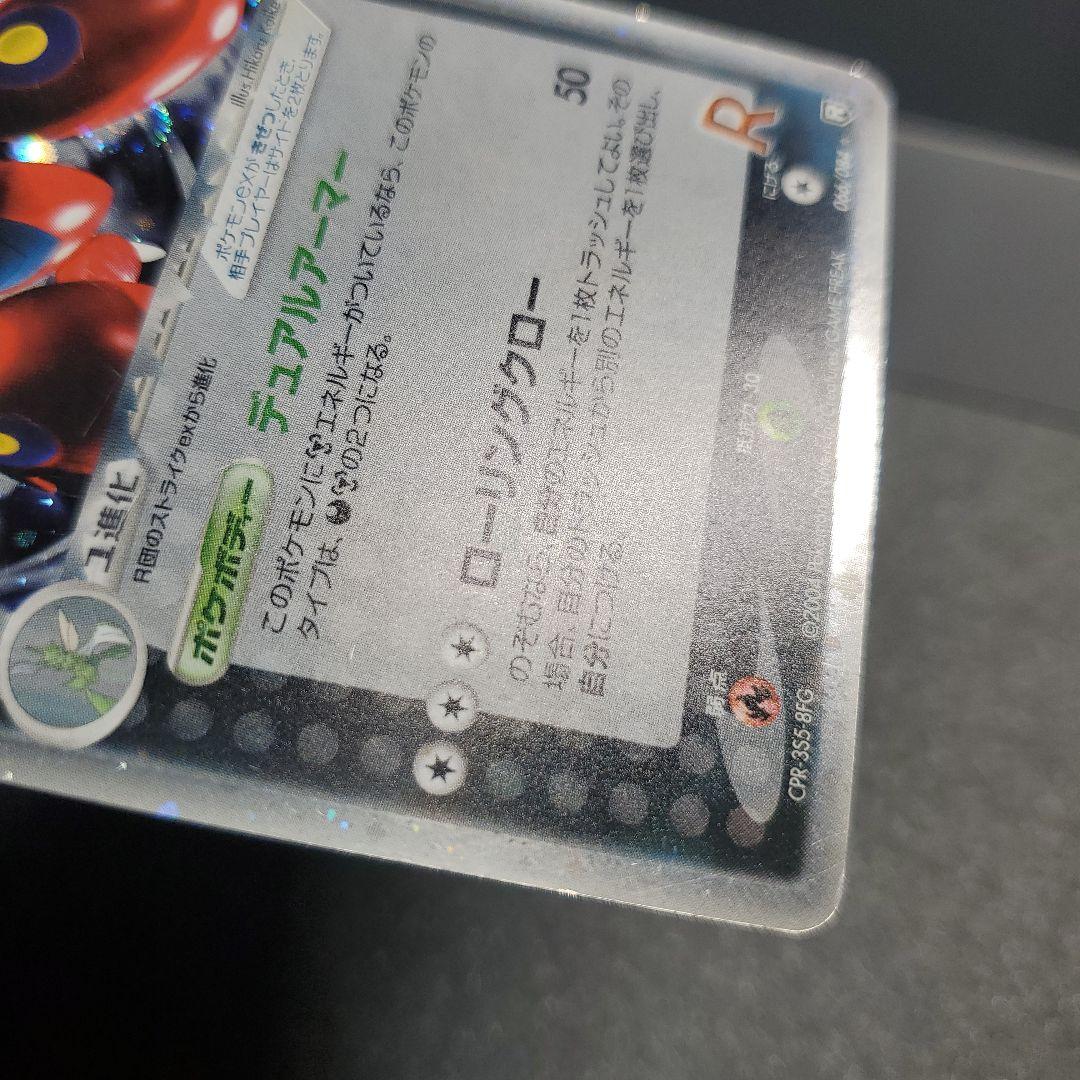 Illus. Hikaru Koike
ポケモンexがきぜつしたとき、
相手プレイヤーはサイドを2枚とります。
1進化
R団のストライクexから進化
ポケボディー
デュアルアーマー
このポケモンにエネルギーがついているなら、このポケモンの
タイプは、の2つになる。
ローリングクロー
50
のぞむなら、自分のエネルギーを1枚トラッシュしてよい。その
場合、自分のトラッシュから別のエネルギーを1枚選び出し、
自分につける。
R
弱点
抵抗力 -30
にげる
CPR-3S5-8FG
GAME FREAK
066/084
R